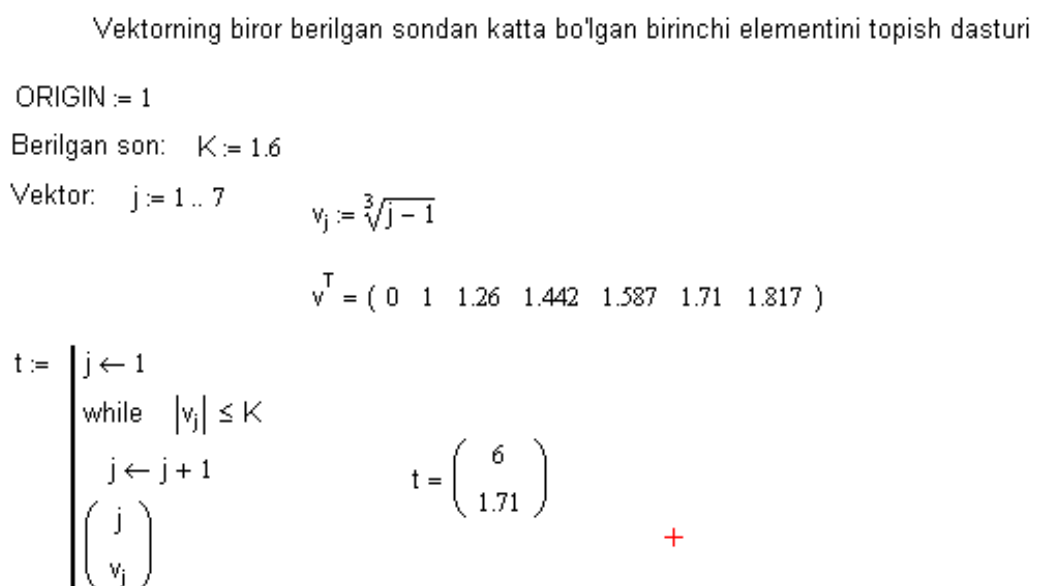 Vektorning biror berilgan sondan katta bo'lgan birinchi elementini topish dasturi
ORIGIN := 1
Berilgan son: K := 1.6
Vektor: j := 1 .. 7
v_j := ∛(j − 1)
v^T = ( 0 1 1.26 1.442 1.587 1.71 1.817 )
t := j ← 1
while |v_j| ≤ K
j ← j + 1
( j
v_j )
t = ( 6
1.71 )